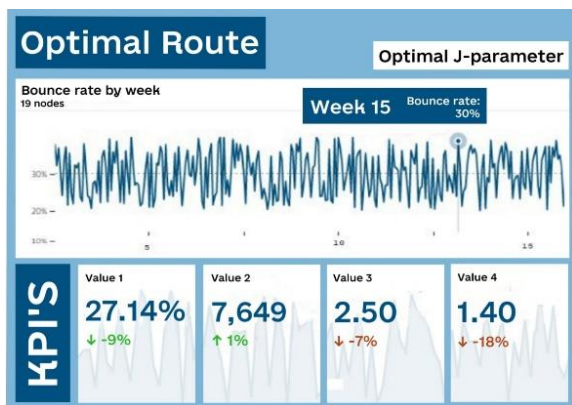 Optimal Route
Optimal J-parameter
Bounce rate by week
19 nodes
Week 15
Bounce rate:
30%
30%
20%
10%
5
10
15
KPI'S
Value 1
27.14%
↓ -9%
Value 2
7,649
↑ 1%
Value 3
2.50
↓ -7%
Value 4
1.40
↓ -18%